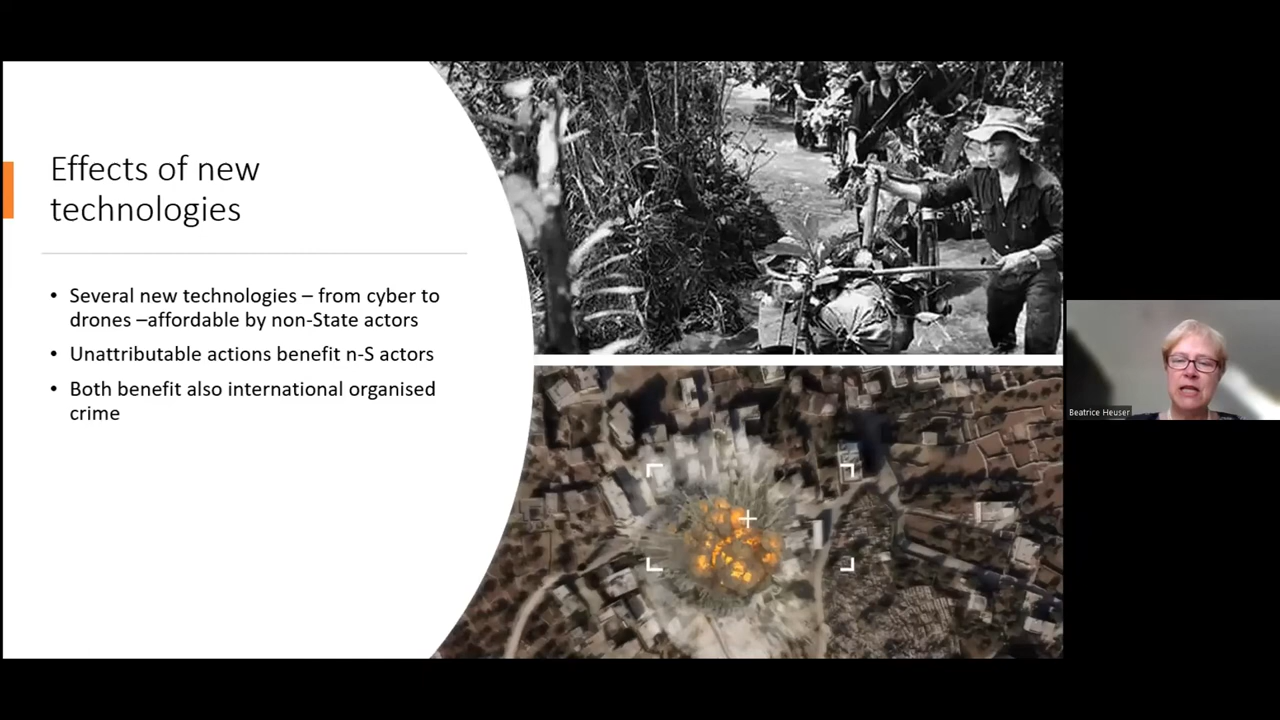 Effects of new
technologies
• Several new technologies – from cyber to
drones –affordable by non-State actors
• Unattributable actions benefit n-S actors
• Both benefit also international organised
crime
Beatrice Heuser